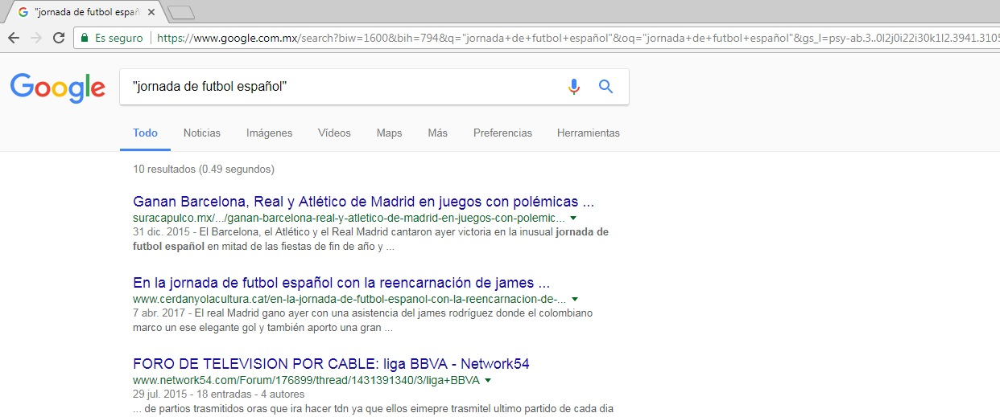 "jornada de futbol españ
Es seguro
https://www.google.com.mx/search?biw=1600&bih=794&q="jornada+de+futbol+español"&oq="jornada+de+futbol+español"&gs_l=psy-ab.3..0l2j0i22i30k1l2.3941.3105
Google
"jornada de futbol español"
Todo Noticias Imágenes Vídeos Maps Más Preferencias Herramientas
10 resultados (0.49 segundos)
Ganan Barcelona, Real y Atlético de Madrid en juegos con polémicas ...
suracapulco.mx/.../ganan-barcelona-real-y-atletico-de-madrid-en-juegos-con-polemic...
31 dic. 2015 - El Barcelona, el Atlético y el Real Madrid cantaron ayer victoria en la inusual jornada de
futbol español en mitad de las fiestas de fin de año y ...
En la jornada de futbol español con la reencarnación de james ...
www.cerdanyolacultura.cat/en-la-jornada-de-futbol-espanol-con-la-reencarnacion-de-...
7 abr. 2017 - El real Madrid gano ayer con una asistencia del james rodríguez donde el colombiano
marco un ese elegante gol y también aporto una gran ...
FORO DE TELEVISION POR CABLE: liga BBVA - Network54
www.network54.com/Forum/176899/thread/1431391340/3/liga+BBVA
29 jul. 2015 - 18 entradas - 4 autores
... de partios trasmitidos oras que ira hacer tdn ya que ellos eimepre trasmitel ultimo partido de cada dia